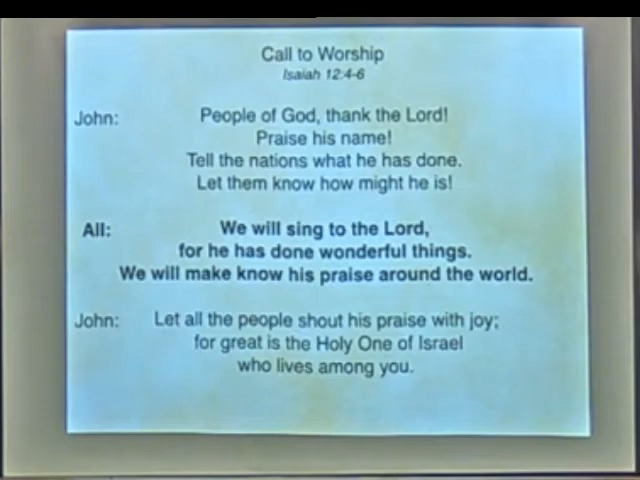 Call to Worship
Isaiah 12:4-6
John: People of God, thank the Lord!
Praise his name!
Tell the nations what he has done.
Let them know how might he is!
All: We will sing to the Lord,
for he has done wonderful things.
We will make know his praise around the world.
John: Let all the people shout his praise with joy;
for great is the Holy One of Israel
who lives among you.